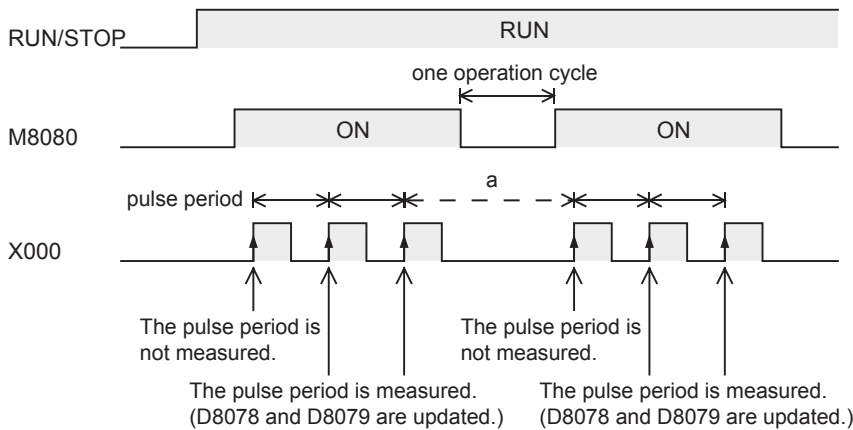 RUN/STOP
RUN
one operation cycle
M8080
ON
ON
pulse period
a
X000
The pulse period is
not measured.
The pulse period is
not measured.
The pulse period is measured.
(D8078 and D8079 are updated.)
The pulse period is measured.
(D8078 and D8079 are updated.)